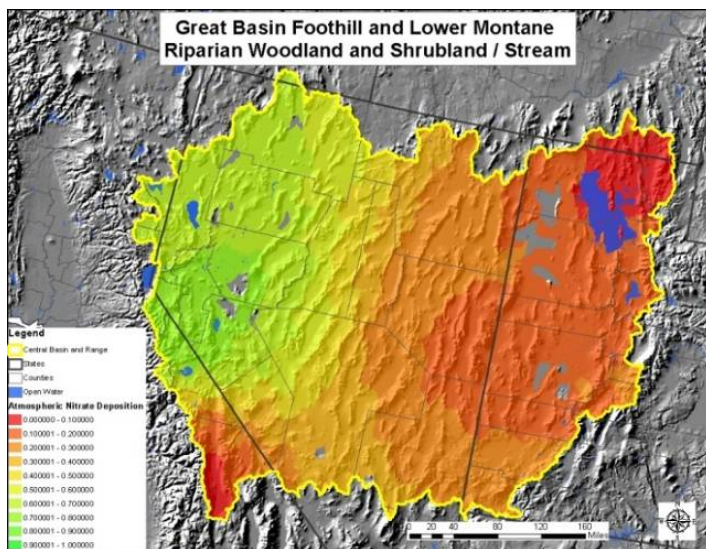 Great Basin Foothill and Lower Montane
Riparian Woodland and Shrubland / Stream
Legend
Central Basin and Range
States
Counties
Open Water
Atmospheric Nitrate Deposition
0.000000 - 0.100000
0.100001 - 0.200000
0.200001 - 0.300000
0.300001 - 0.400000
0.400001 - 0.500000
0.500001 - 0.600000
0.600001 - 0.700000
0.700001 - 0.800000
0.800001 - 0.900000
0.900001 - 1.000000
0 20 40 80 120 160
Miles